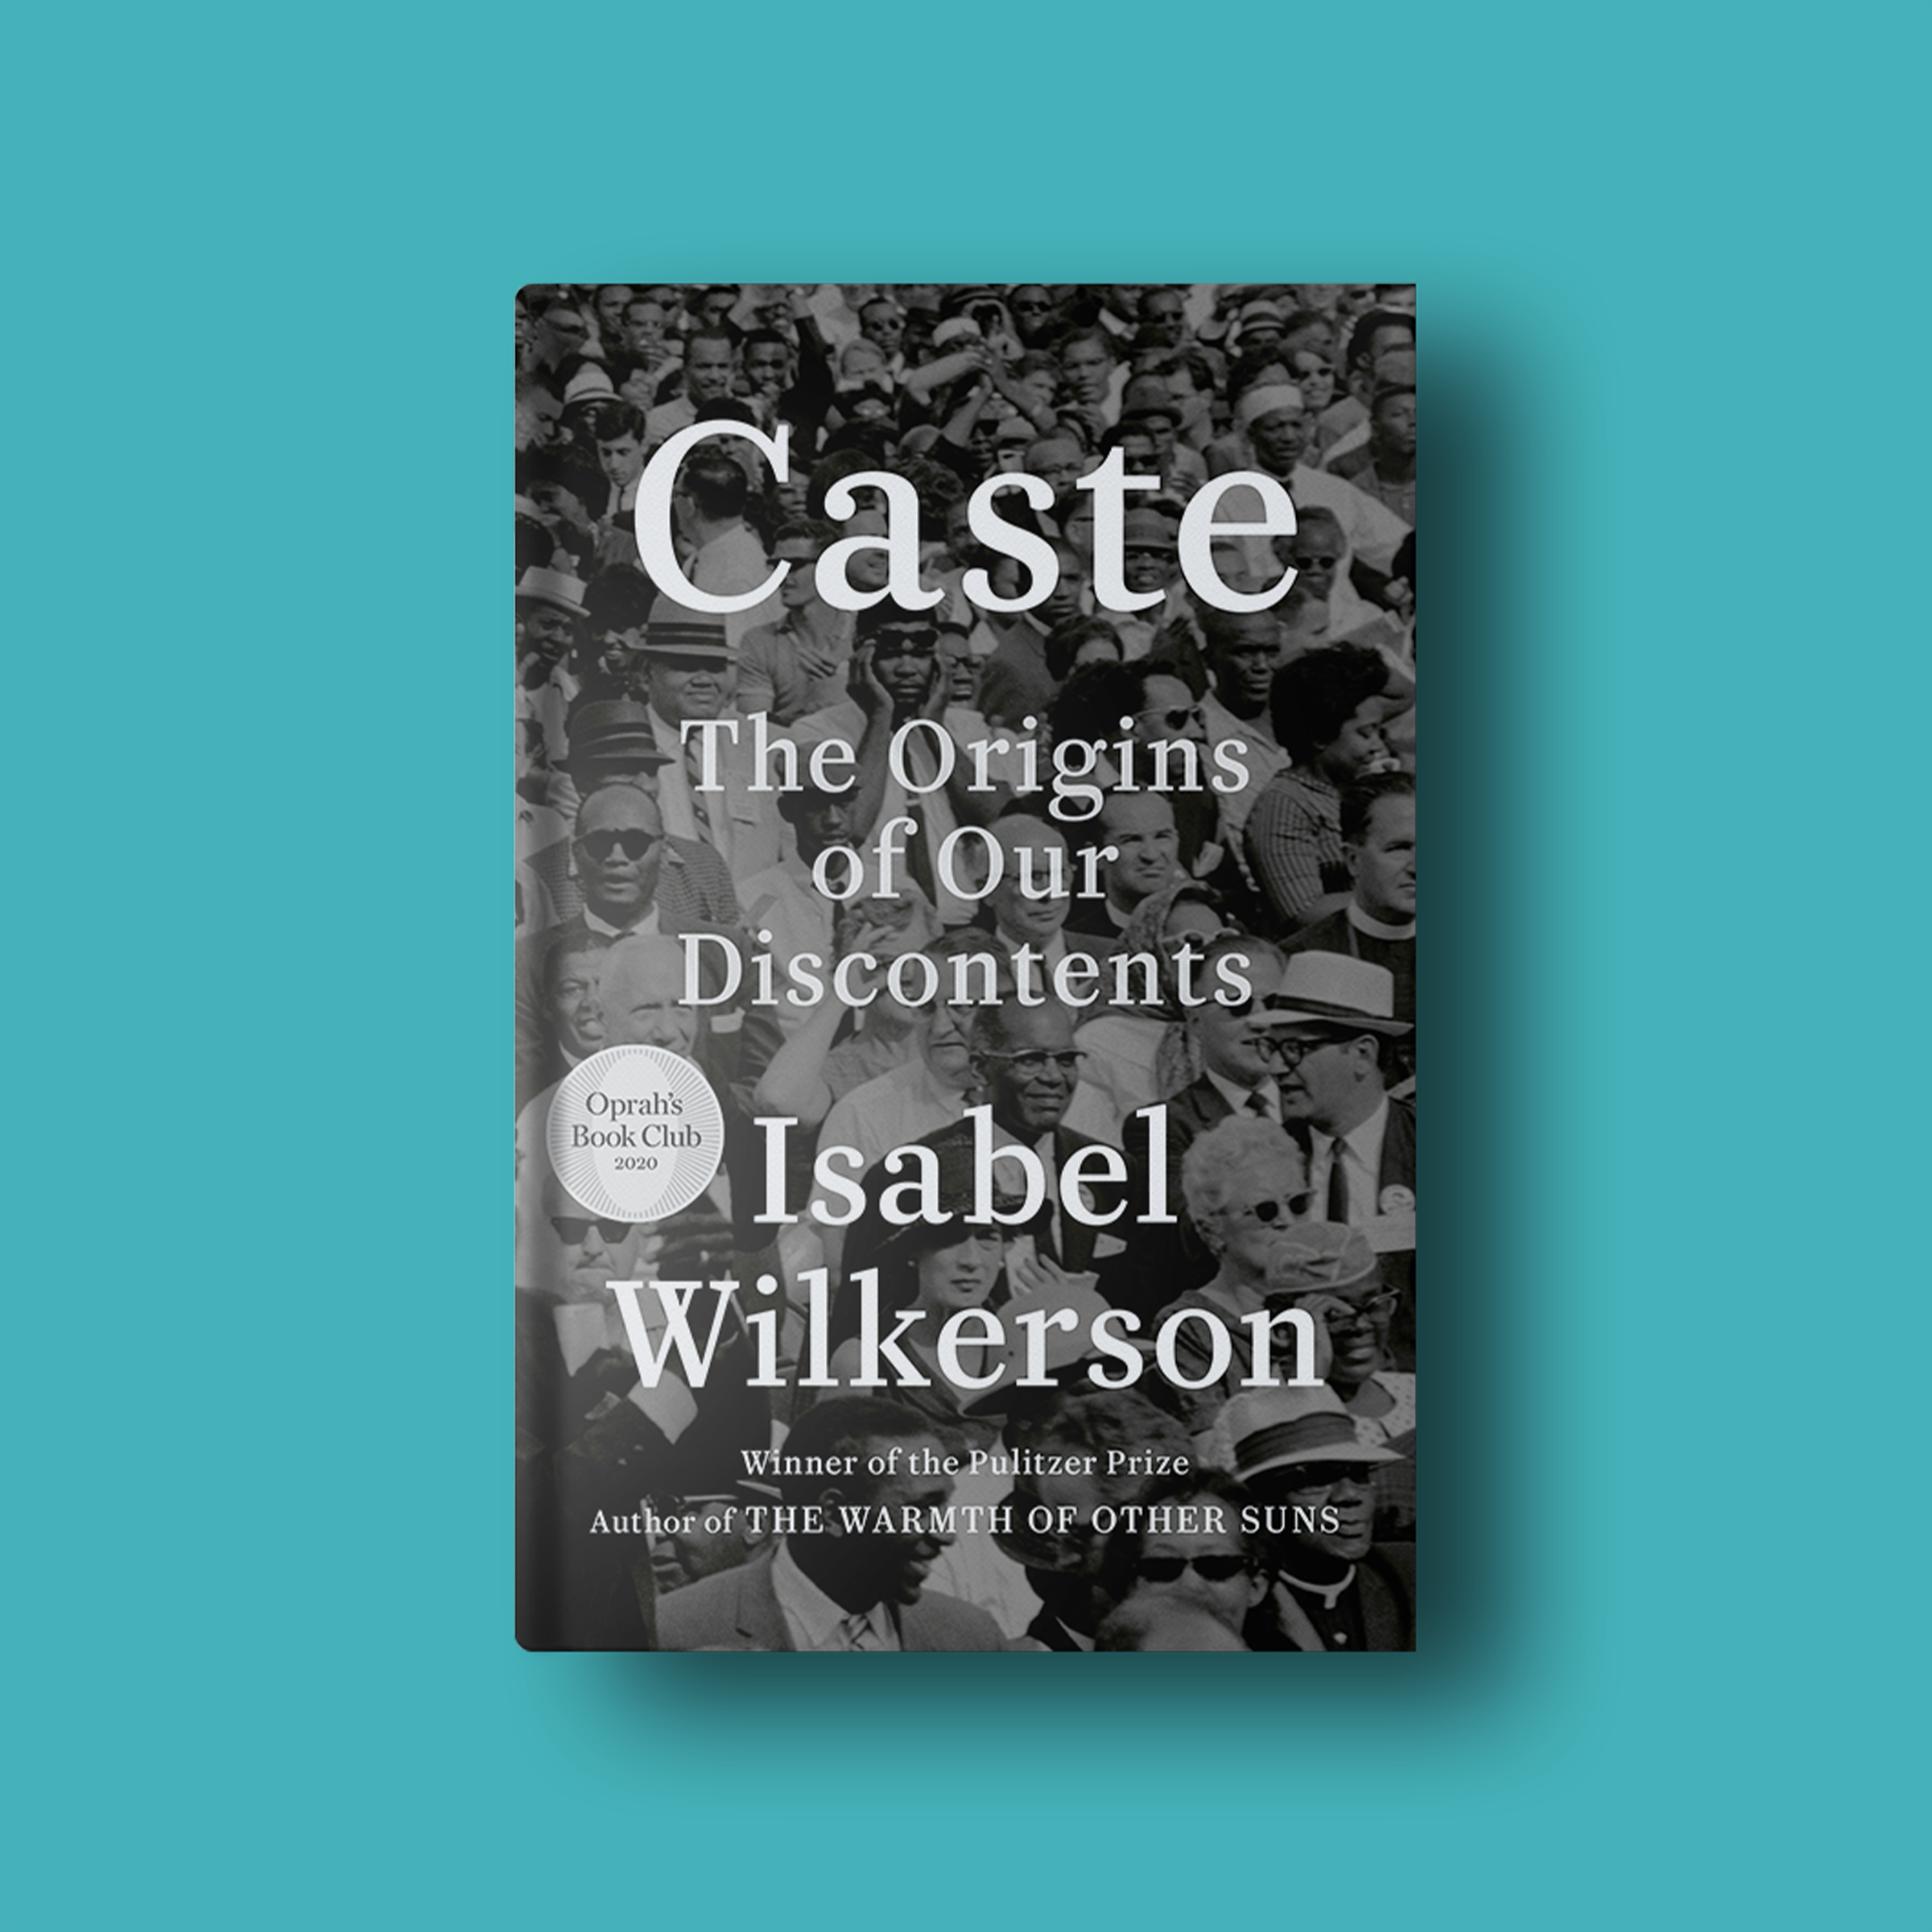 Caste
The Origins
of Our
Discontents
Oprah's
Book Club
2020
Isabel
Wilkerson
Winner of the Pulitzer Prize
Author of THE WARMTH OF OTHER SUNS